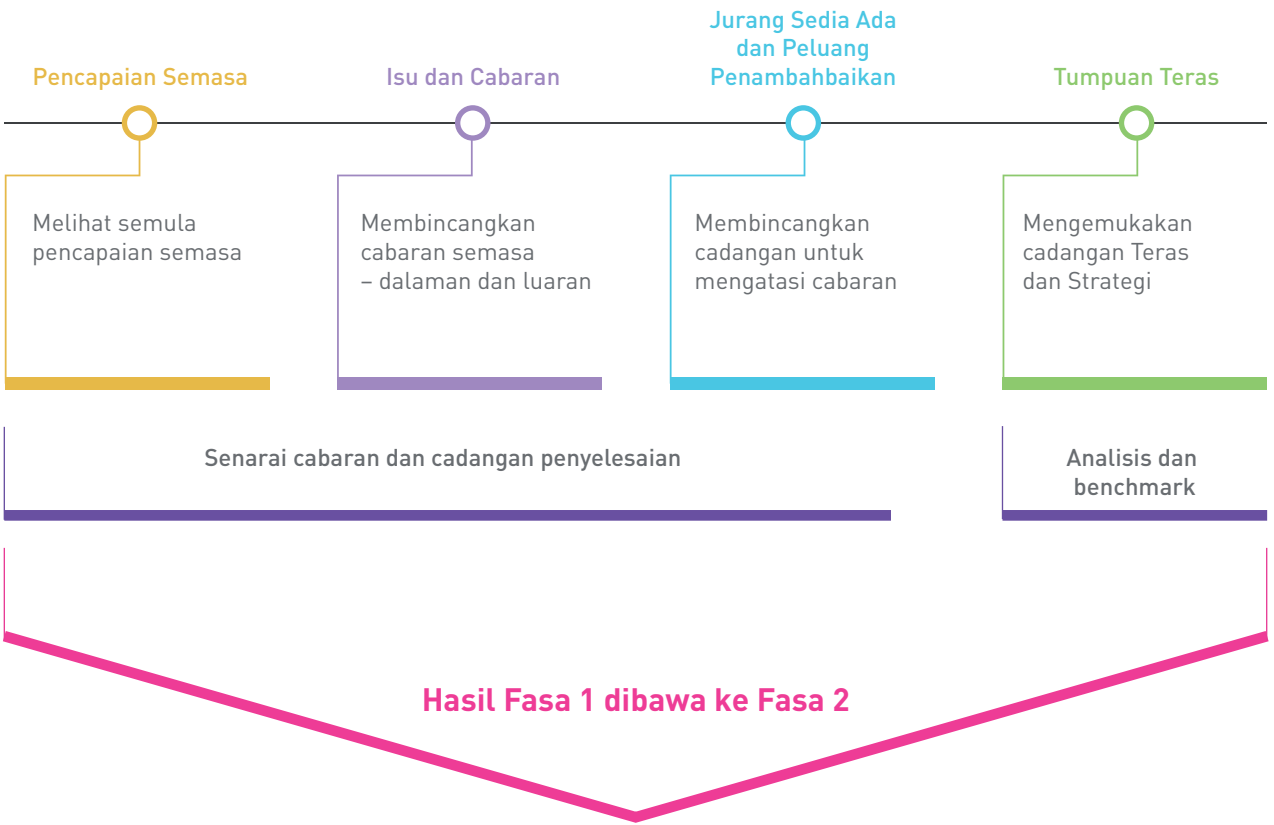 Pencapaian Semasa
Isu dan Cabaran
Jurang Sedia Ada
dan Peluang
Penambahbaikan
Tumpuan Teras
Melihat semula
pencapaian semasa
Membincangkan
cabaran semasa
– dalaman dan luaran
Membincangkan
cadangan untuk
mengatasi cabaran
Mengemukakan
cadangan Teras
dan Strategi
Senarai cabaran dan cadangan penyelesaian
Analisis dan
benchmark
Hasil Fasa 1 dibawa ke Fasa 2